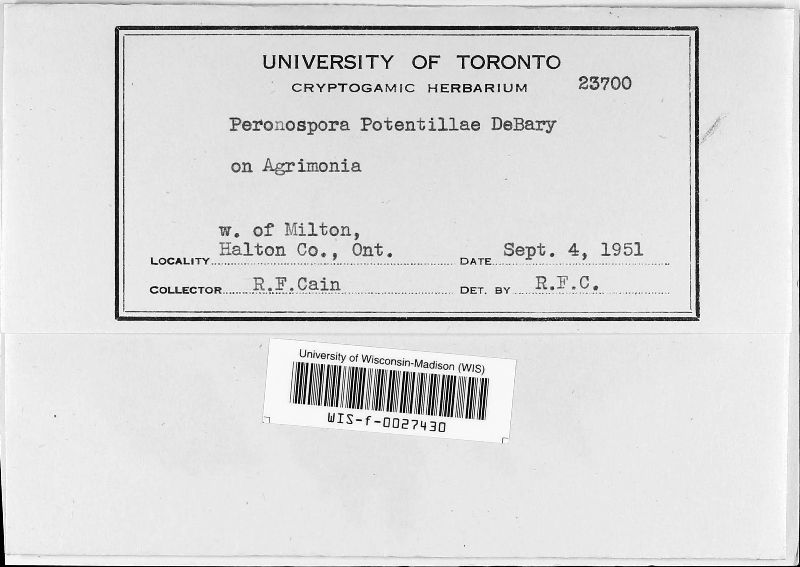 UNIVERSITY OF TORONTO
CRYPTOGAMIC HERBARIUM 23700
Peronospora Potentillae DeBary
on Agrimonia
w. of Milton,
LOCALITY Halton Co., Ont. DATE Sept. 4, 1951
COLLECTOR R.F.Cain DET. BY R.F.C.
University of Wisconsin-Madison (WIS)
WIS-f-0027430